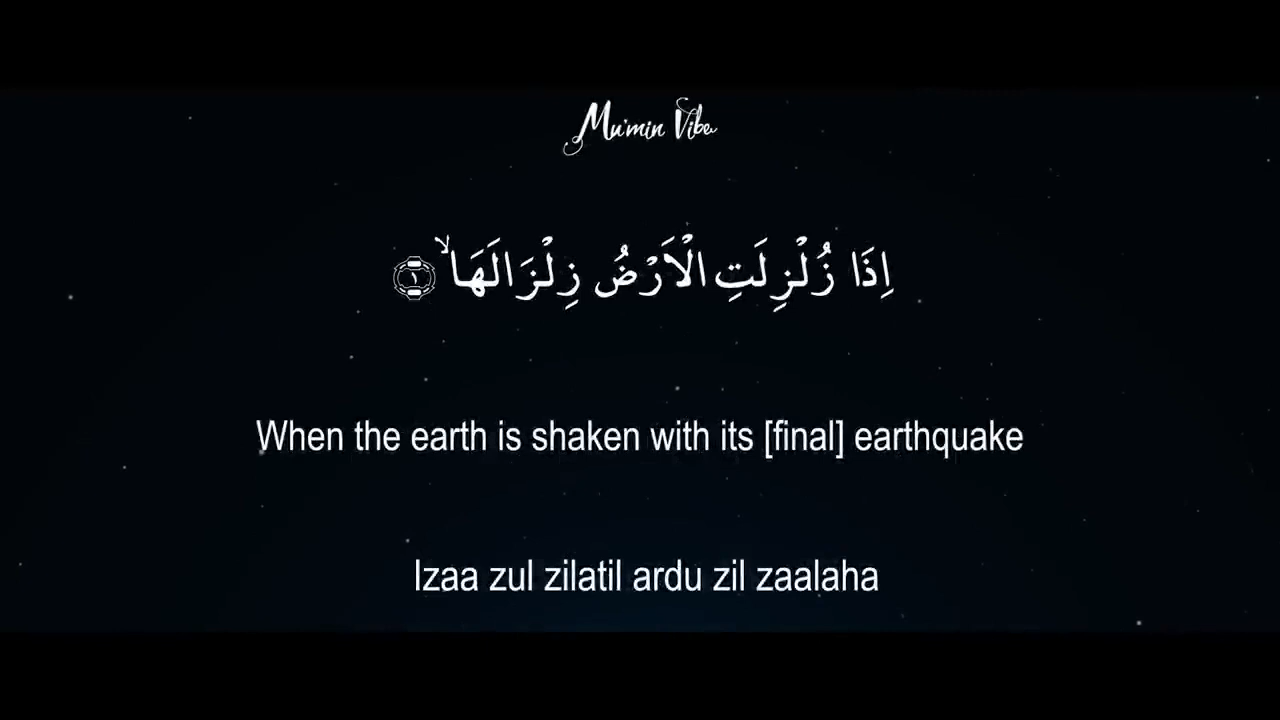 Mu'min Vibe
اِذَا زُلْزِلَتِ الْاَرْضُ زِلْزَالَهَاۙ ۝١
When the earth is shaken with its [final] earthquake
Izaa zul zilatil ardu zil zaalaha